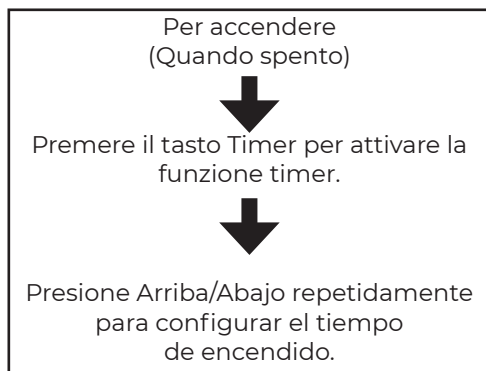 Per accendere
(Quando spento)
Premere il tasto Timer per attivare la
funzione timer.
Presione Arriba/Abajo repetidamente
para configurar el tiempo
de encendido.